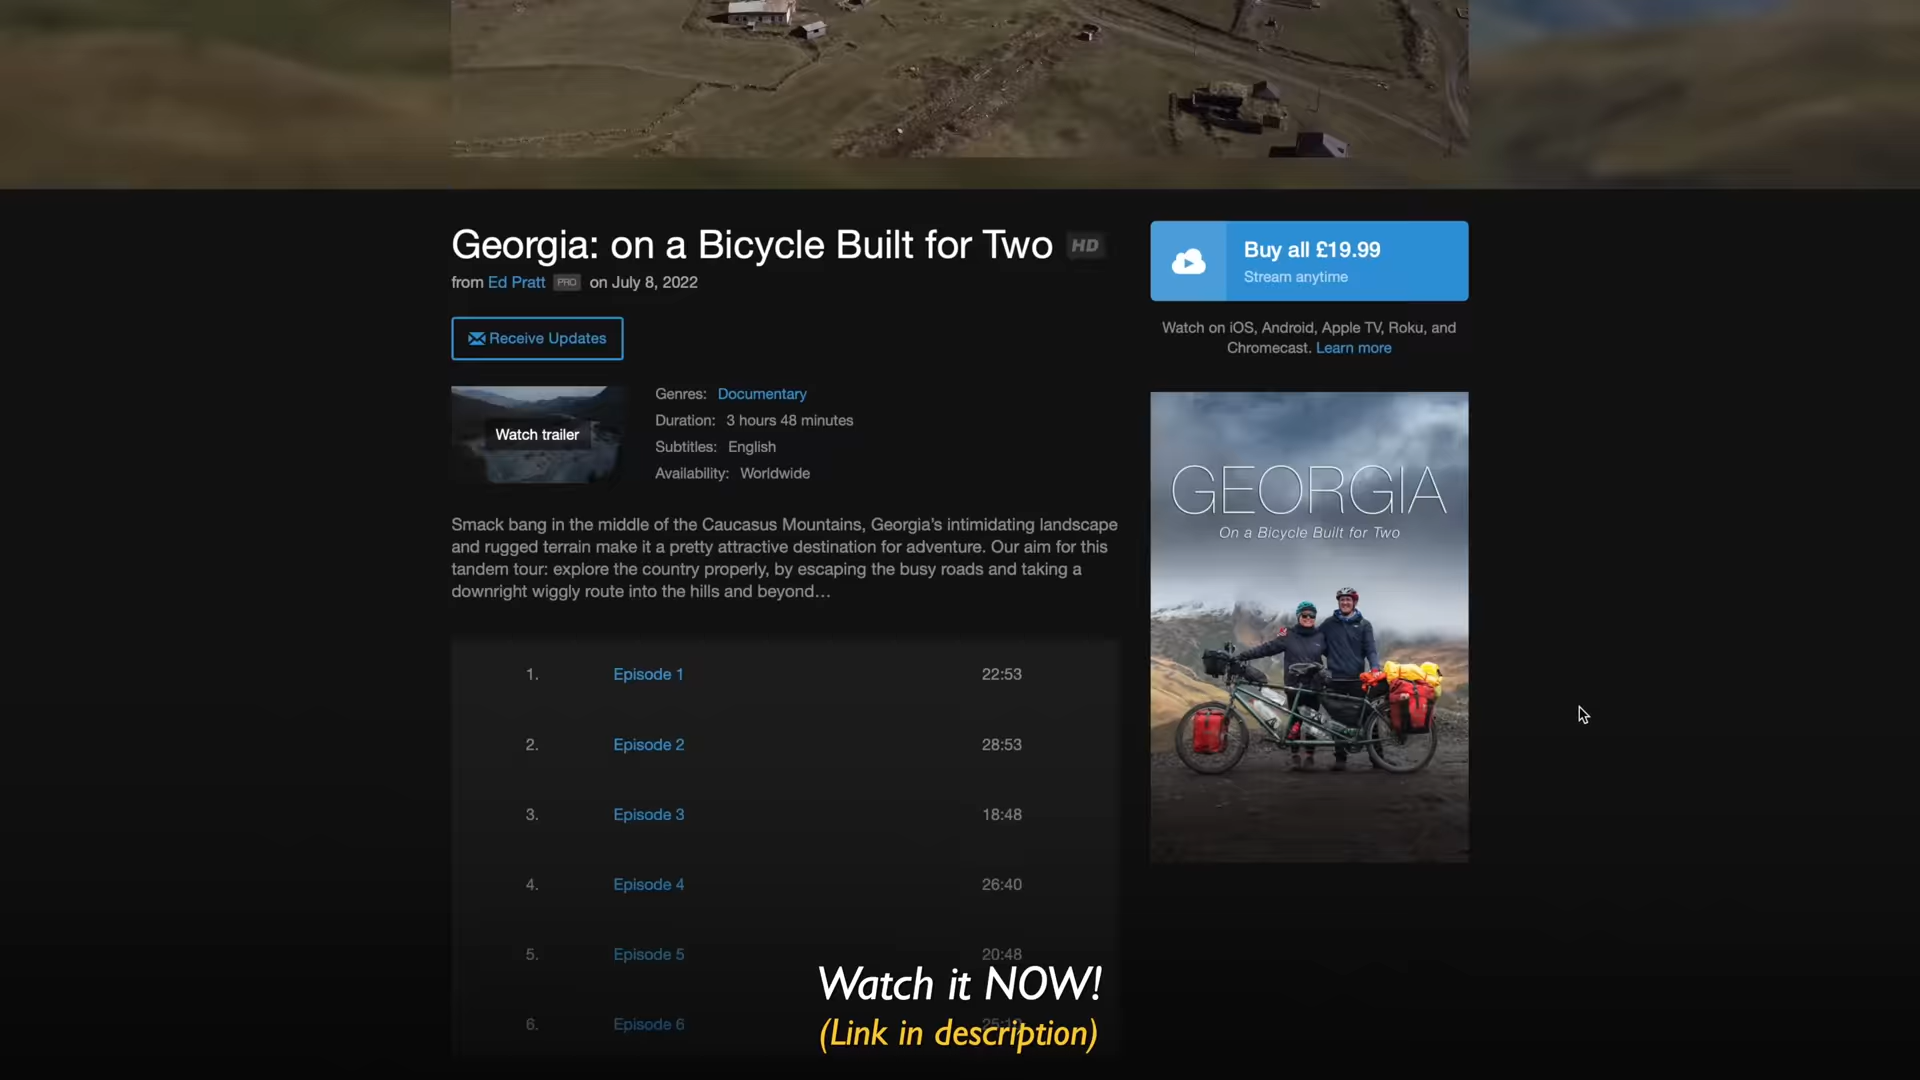 Georgia: on a Bicycle Built for Two HD
from Ed Pratt PRO on July 8, 2022
Receive Updates
Watch trailer
Genres: Documentary
Duration: 3 hours 48 minutes
Subtitles: English
Availability: Worldwide
Smack bang in the middle of the Caucasus Mountains, Georgia's intimidating landscape
and rugged terrain make it a pretty attractive destination for adventure. Our aim for this
tandem tour: explore the country properly, by escaping the busy roads and taking a
downright wiggly route into the hills and beyond…
1. Episode 1 22:53
2. Episode 2 28:53
3. Episode 3 18:48
4. Episode 4 26:40
5. Episode 5 20:48
6. Episode 6
Buy all £19.99
Stream anytime
Watch on iOS, Android, Apple TV, Roku, and
Chromecast. Learn more
GEORGIA
On a Bicycle Built for Two
Watch it NOW!
(Link in description)